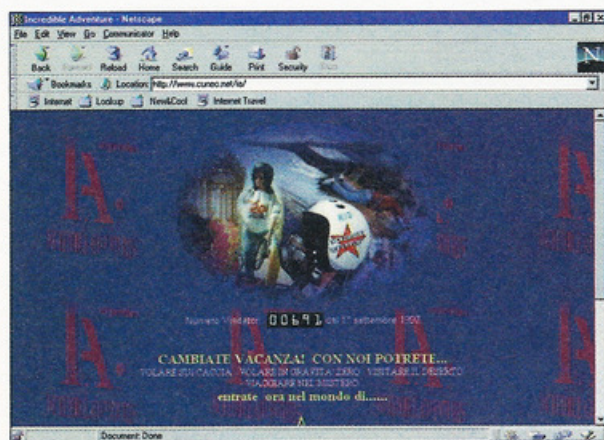 Incredible Adventure - Netscape
File Edit View Go Communicator Help
Back Reload Home Search Guide Print Security
N
Bookmarks Location: http://www.cuneo.net/ia/
Internet Lookup New&Cool Internet Travel
A.
Numero Visitatori 00691 dal 1° settembre 1997
CAMBIATE VACANZA! CON NOI POTRETE...
VOLARE SUI CACCIA VOLARE IN GRAVITA' ZERO VISITARE IL DESERTO
VIAGGIARE NEL MISTERO
entrate ora nel mondo di......
Document: Done